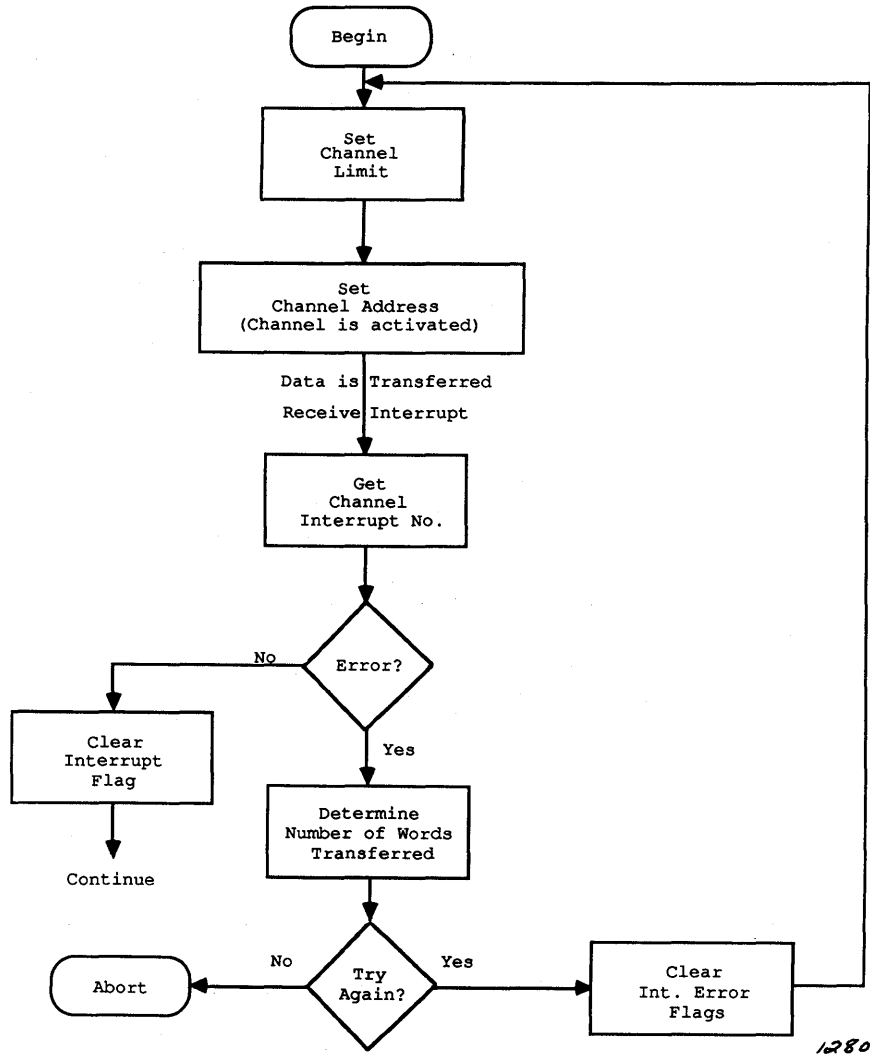 Begin
Set
Channel
Limit
Set
Channel Address
(Channel is activated)
Data is Transferred
Receive Interrupt
Get
Channel
Interrupt No.
Error?
No
Yes
Clear
Interrupt
Flag
Continue
Determine
Number of Words
Transferred
Try
Again?
No
Yes
Abort
Clear
Int. Error
Flags
1280